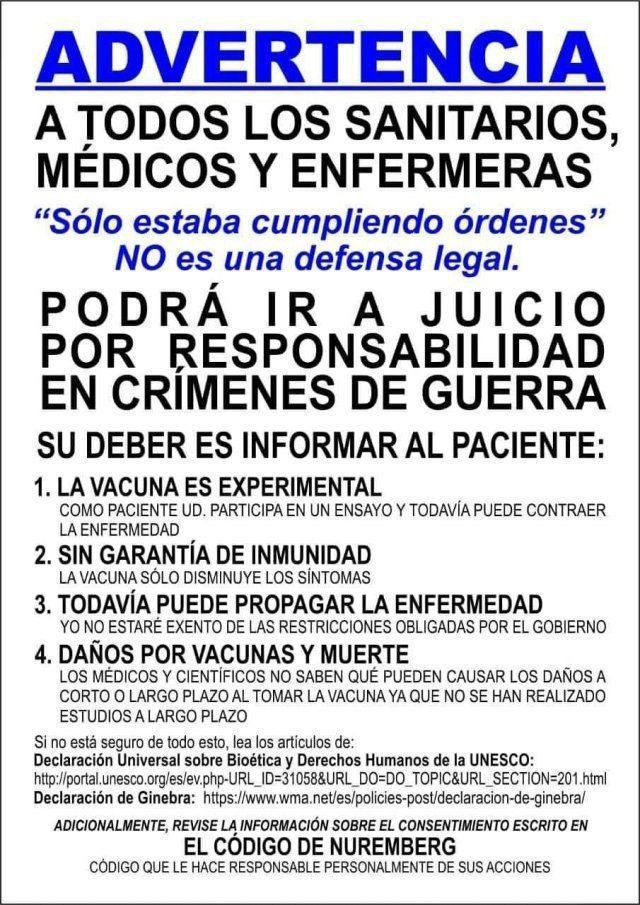 ADVERTENCIA
A TODOS LOS SANITARIOS,
MÉDICOS Y ENFERMERAS
“Sólo estaba cumpliendo órdenes”
NO es una defensa legal.
PODRÁ IR A JUICIO
POR RESPONSABILIDAD
EN CRÍMENES DE GUERRA
SU DEBER ES INFORMAR AL PACIENTE:
1. LA VACUNA ES EXPERIMENTAL
COMO PACIENTE UD. PARTICIPA EN UN ENSAYO Y TODAVÍA PUEDE CONTRAER
LA ENFERMEDAD
2. SIN GARANTÍA DE INMUNIDAD
LA VACUNA SÓLO DISMINUYE LOS SÍNTOMAS
3. TODAVÍA PUEDE PROPAGAR LA ENFERMEDAD
YO NO ESTARÉ EXENTO DE LAS RESTRICCIONES OBLIGADAS POR EL GOBIERNO
4. DAÑOS POR VACUNAS Y MUERTE
LOS MÉDICOS Y CIENTÍFICOS NO SABEN QUÉ PUEDEN CAUSAR LOS DAÑOS A
CORTO O LARGO PLAZO AL TOMAR LA VACUNA YA QUE NO SE HAN REALIZADO
ESTUDIOS A LARGO PLAZO
Si no está seguro de todo esto, lea los artículos de:
Declaración Universal sobre Bioética y Derechos Humanos de la UNESCO:
http://portal.unesco.org/es/ev.php-URL_ID=31058&URL_DO=DO_TOPIC&URL_SECTION=201.html
Declaración de Ginebra: https://www.wma.net/es/policies-post/declaracion-de-ginebra/
ADICIONALMENTE, REVISE LA INFORMACIÓN SOBRE EL CONSENTIMIENTO ESCRITO EN
EL CÓDIGO DE NUREMBERG
CÓDIGO QUE LE HACE RESPONSABLE PERSONALMENTE DE SUS ACCIONES